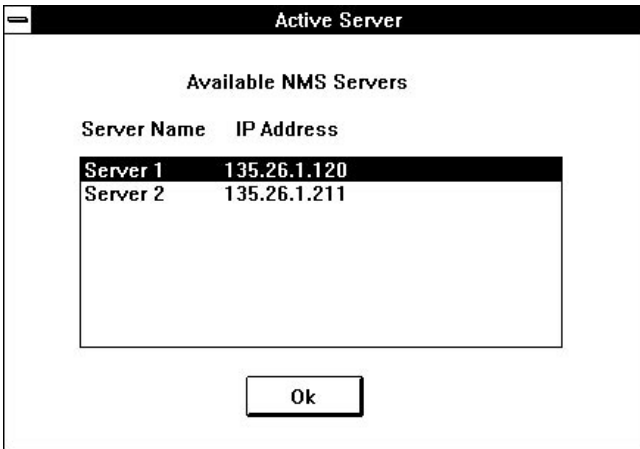 Active Server
Available NMS Servers
Server Name IP Address
Server 1 135.26.1.120
Server 2 135.26.1.211
Ok